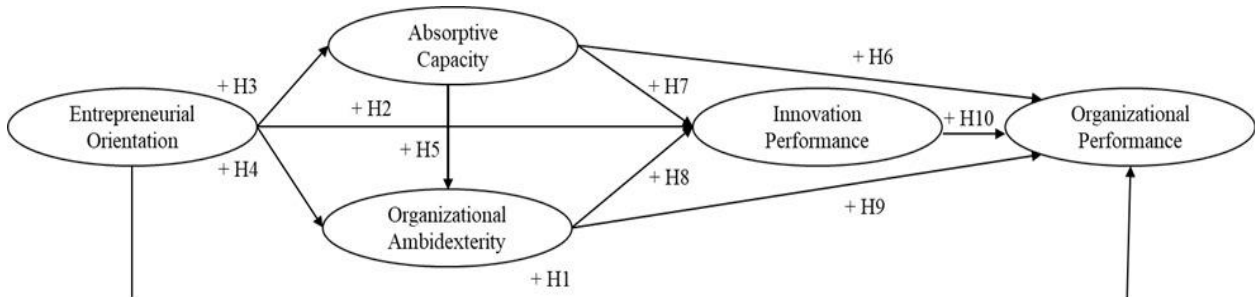 Absorptive
Capacity
+ H6
+ H3
+ H7
Entrepreneurial
Orientation
+ H2
Innovation
Performance
+ H10
Organizational
Performance
+ H5
+ H4
+ H8
Organizational
Ambidexterity
+ H9
+ H1